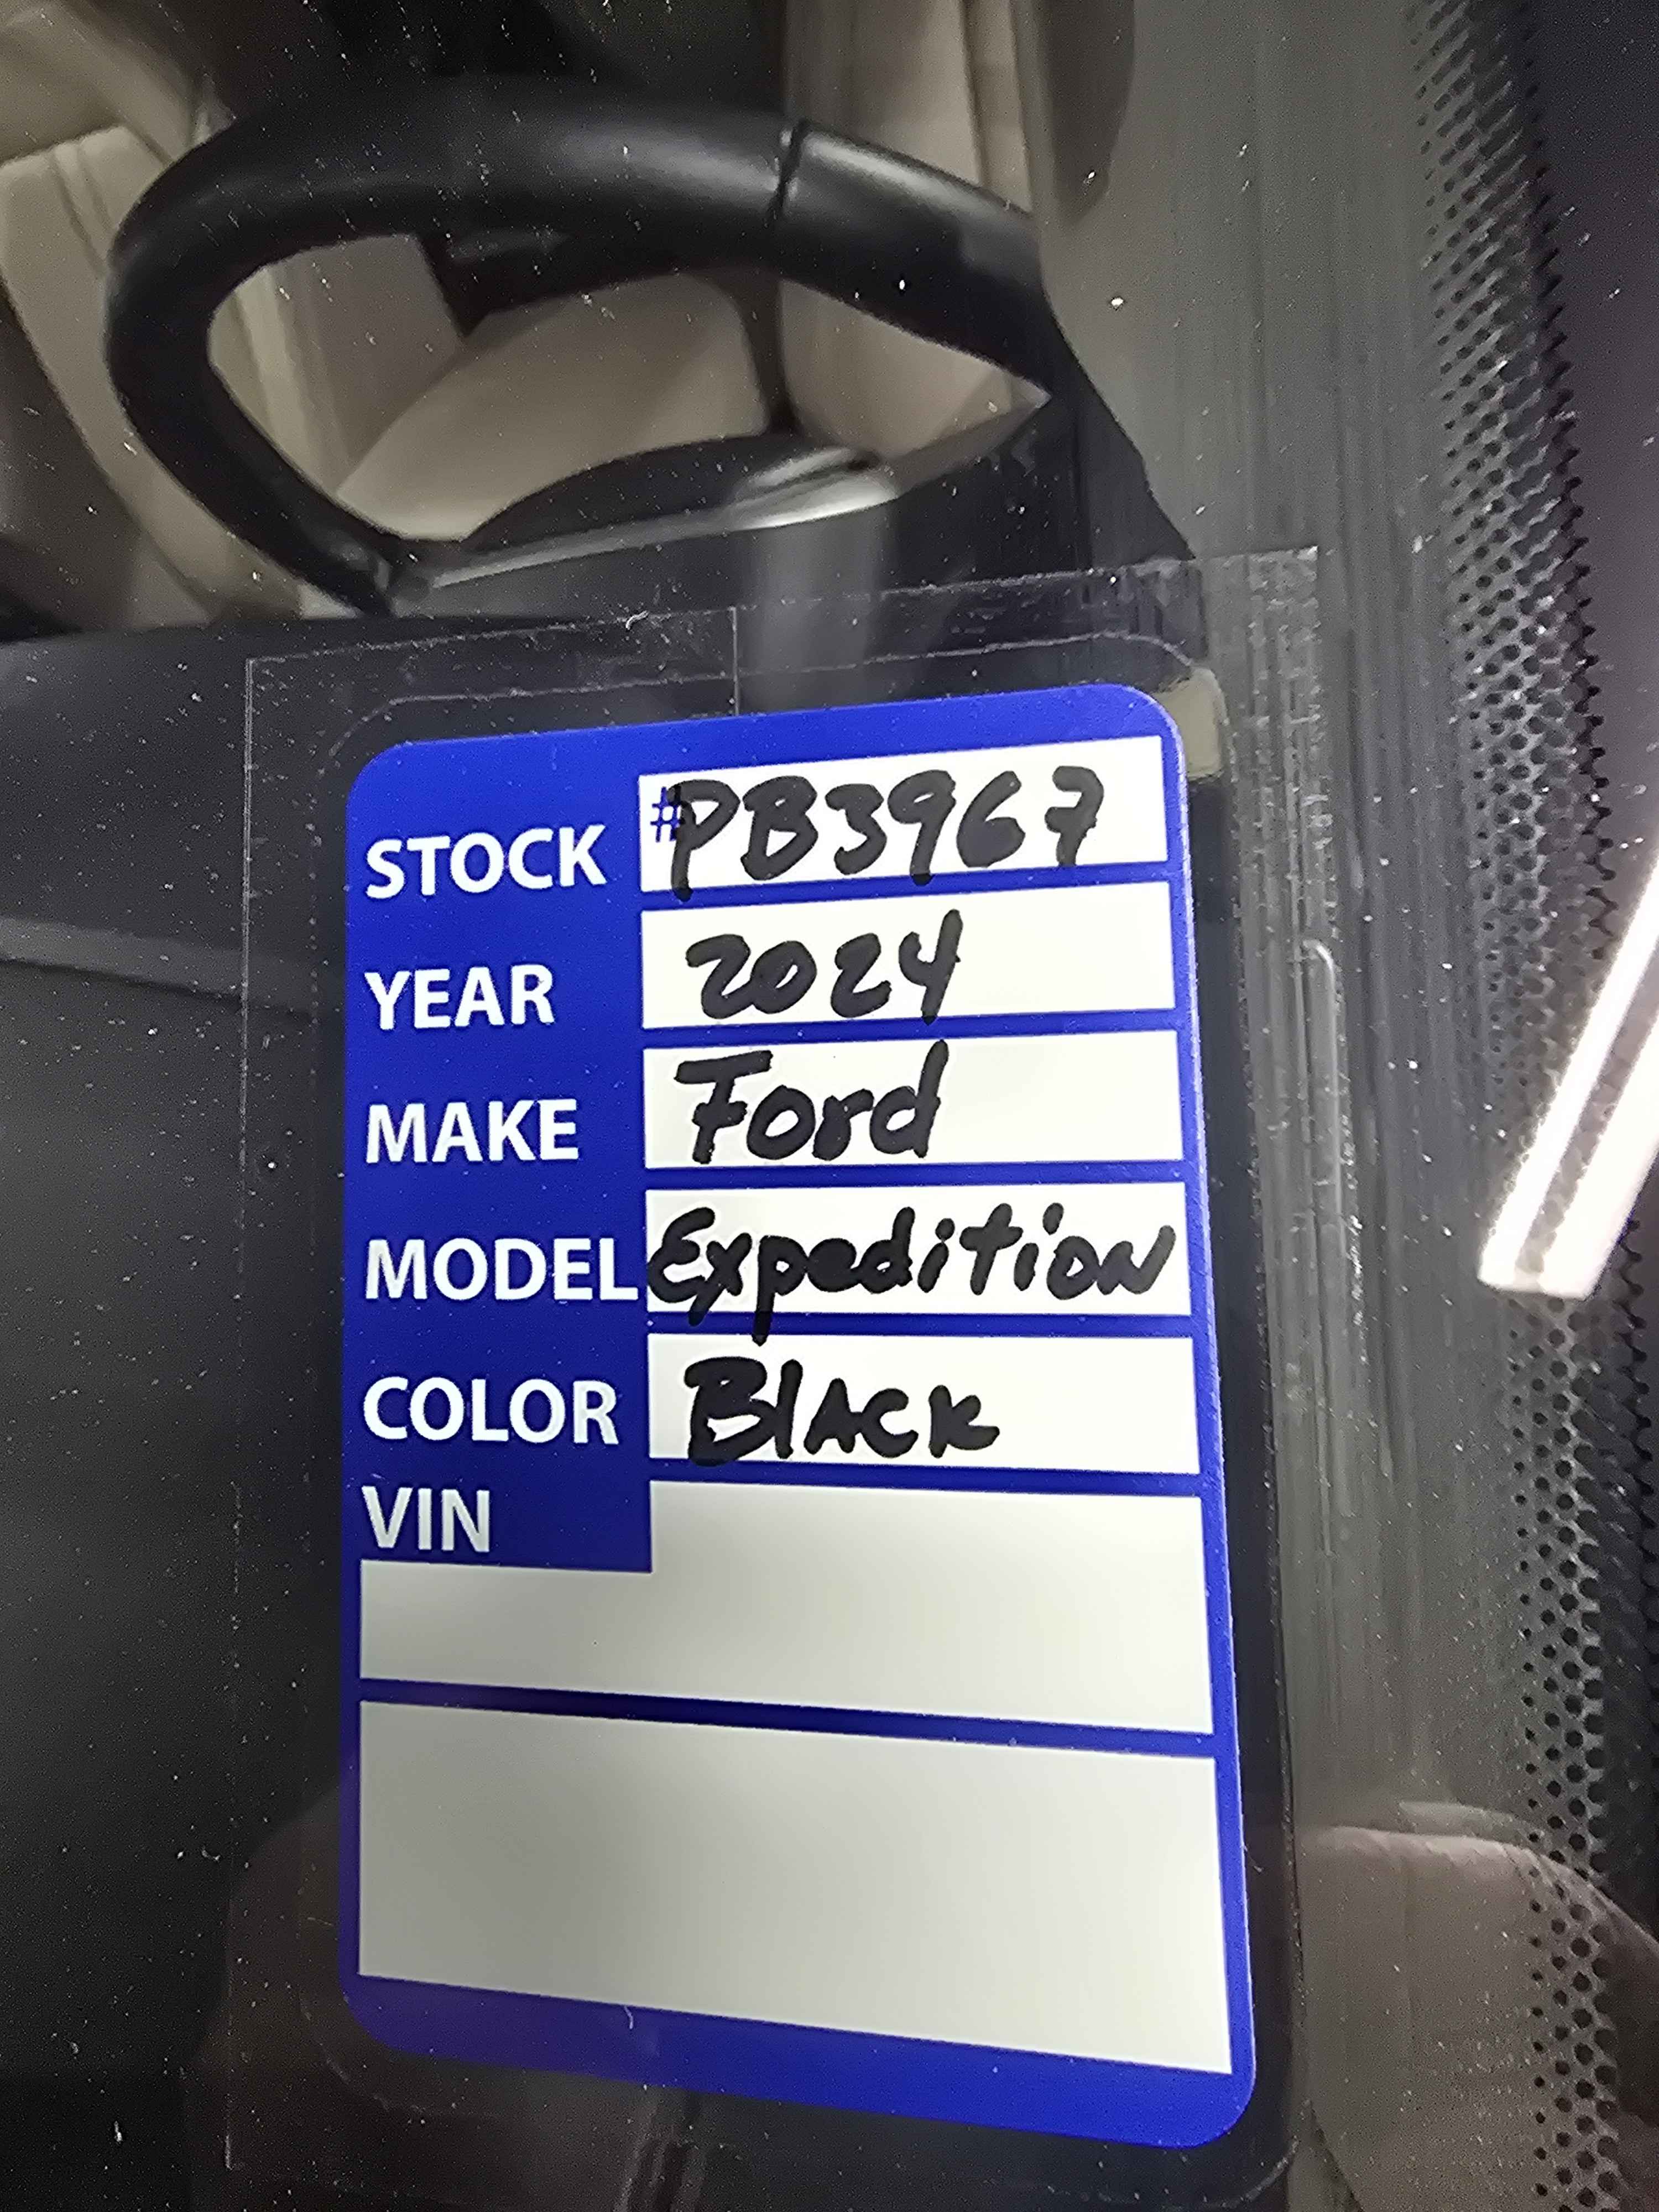 STOCK #PB3967
YEAR 2024
MAKE Ford
MODEL Expedition
COLOR Black
VIN